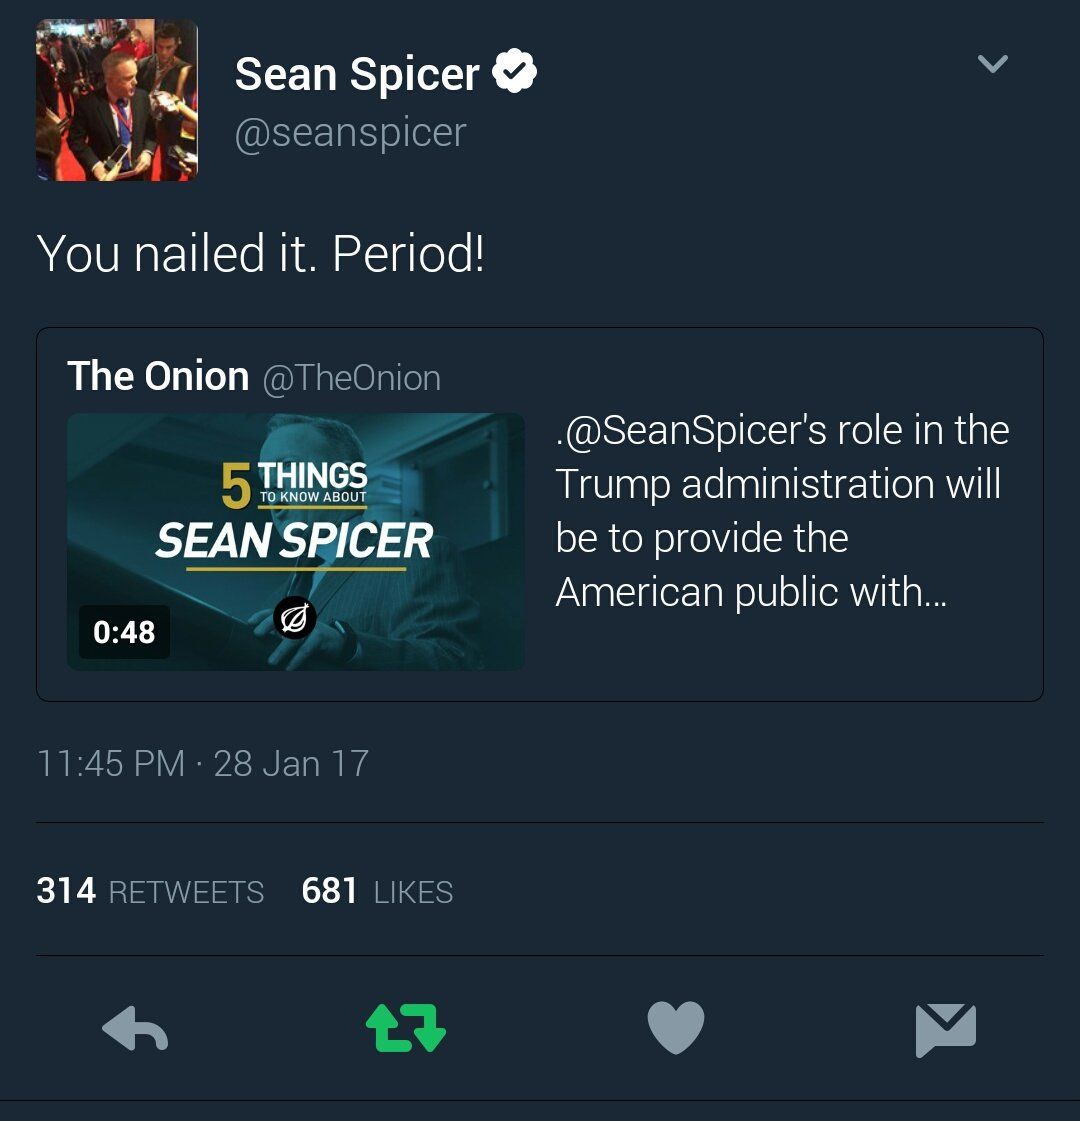 Sean Spicer
@seanspicer
You nailed it. Period!
The Onion @TheOnion
5 THINGS
TO KNOW ABOUT
SEAN SPICER
0:48
.@SeanSpicer's role in the
Trump administration will
be to provide the
American public with...
11:45 PM · 28 Jan 17
314 RETWEETS 681 LIKES